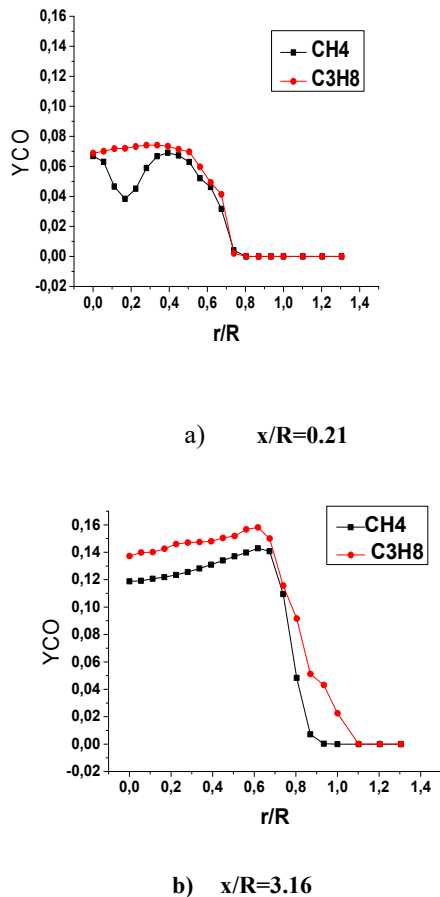 0,16
0,14
0,12
0,10
0,08
0,06
0,04
0,02
0,00
-0,02
YCO
CH4
C3H8
0,0 0,2 0,4 0,6 0,8 1,0 1,2 1,4
r/R
a) x/R=0.21
0,16
0,14
0,12
0,10
0,08
0,06
0,04
0,02
0,00
-0,02
YCO
CH4
C3H8
0,0 0,2 0,4 0,6 0,8 1,0 1,2 1,4
r/R
b) x/R=3.16